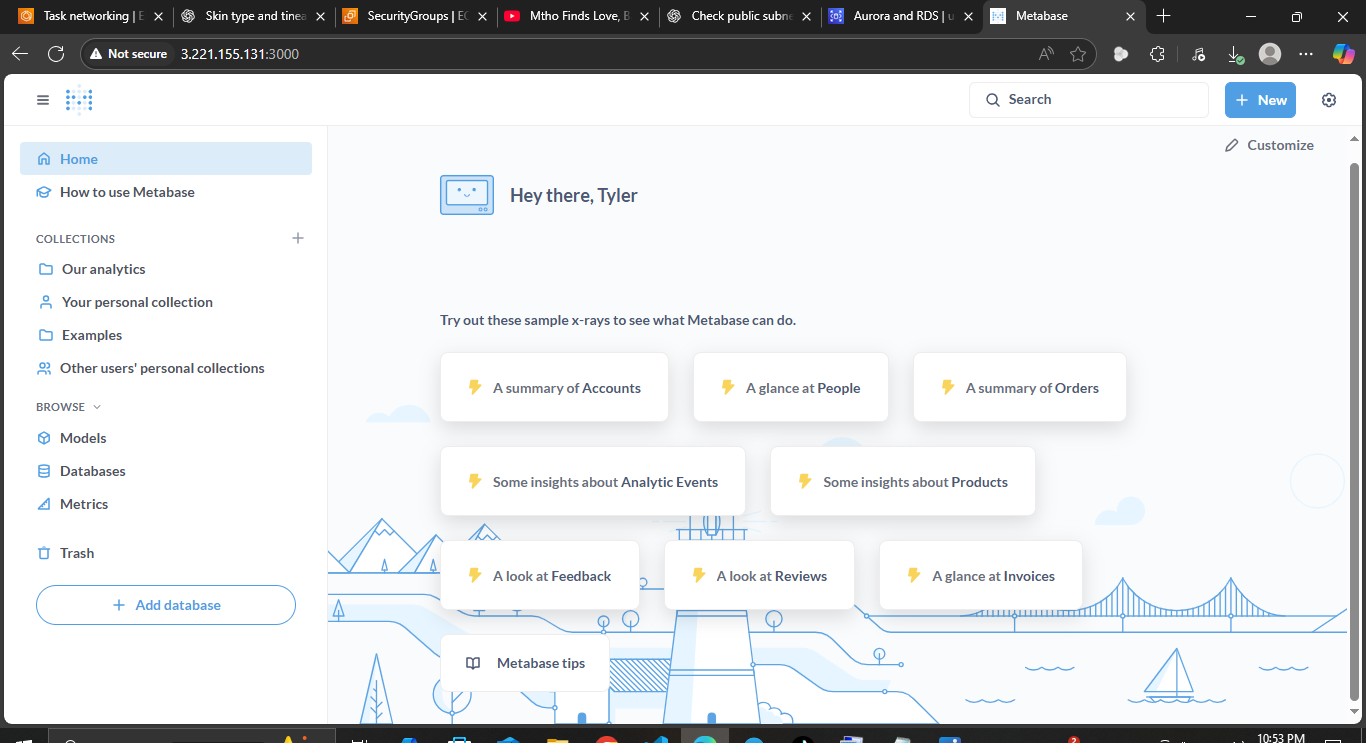 Task networking | E
Skin type and tinea
SecurityGroups | EC
Mtho Finds Love, B
Check public subne
Aurora and RDS | u
Metabase
Not secure 3.221.155.131:3000
Search
New
Customize
Home
How to use Metabase
COLLECTIONS
Our analytics
Your personal collection
Examples
Other users' personal collections
BROWSE
Models
Databases
Metrics
Trash
Add database
Hey there, Tyler
Try out these sample x-rays to see what Metabase can do.
A summary of Accounts
A glance at People
A summary of Orders
Some insights about Analytic Events
Some insights about Products
A look at Feedback
A look at Reviews
A glance at Invoices
Metabase tips
2
10:53 PM